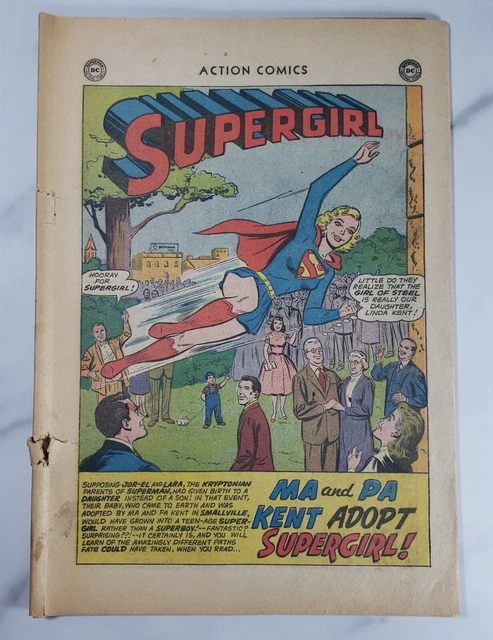 DC
ACTION COMICS
DC
SUPERGIRL
HOORAY
FOR
SUPERGIRL!
LITTLE DO THEY
REALIZE THAT THE
GIRL OF STEEL
IS REALLY OUR
DAUGHTER,
LINDA KENT!
S
SUPPOSING JOR-EL AND LARA, THE KRYPTONIAN
PARENTS OF SUPERMAN, HAD GIVEN BIRTH TO A
DAUGHTER INSTEAD OF A SON! IN THAT EVENT,
THEIR BABY, WHO CAME TO EARTH AND WAS
ADOPTED BY MA AND PA KENT IN SMALLVILLE,
WOULD HAVE GROWN INTO A TEEN-AGE SUPER-
GIRL RATHER THAN A SUPERBOY!--FANTASTIC?
SURPRISING??!--IT CERTAINLY IS, AND YOU WILL
LEARN OF THE AMAZINGLY DIFFERENT PATHS
FATE COULD HAVE TAKEN, WHEN YOU READ...
MA and PA
KENT ADOPT
SUPERGIRL!